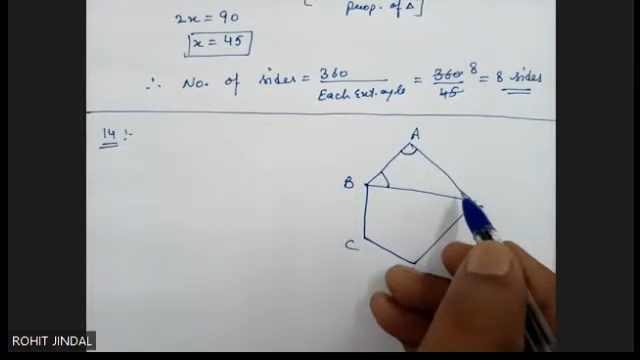 2x = 90
prop. of Δ]
x = 45
∴ No. of sides = 360 / Each Ext. angle = 360 / 45 8 = 8 sides
14 :-
A
B
C
ROHIT JINDAL